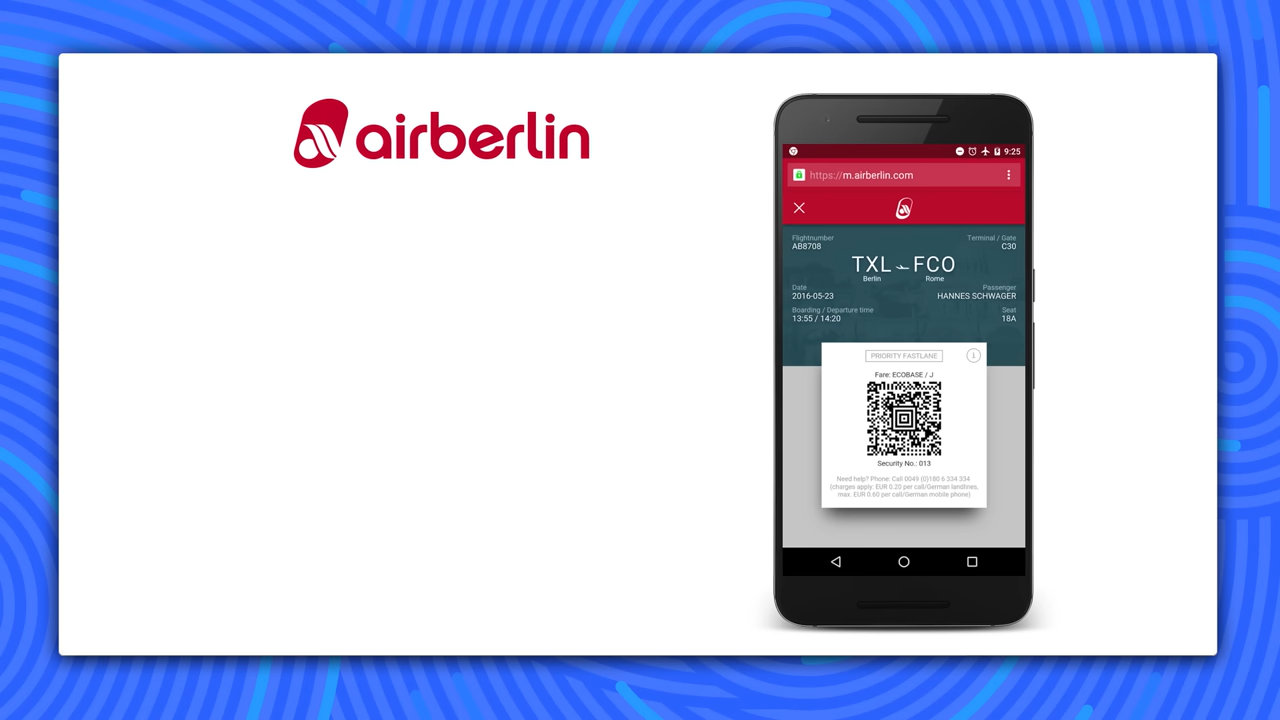 airberlin
9:25
https://m.airberlin.com
Flightnumber
AB8708
Terminal / Gate
C30
TXL FCO
Berlin Rome
Date
2016-05-23
Passenger
HANNES SCHWAGER
Boarding / Departure time
13:55 / 14:20
Seat
18A
PRIORITY FASTLANE
Fare: ECOBASE / J
Security No.: 013
Need help? Phone: Call 0049 (0)180 6 334 334
(charges apply: EUR 0.20 per call/German landlines,
max. EUR 0.60 per call/German mobile phone)